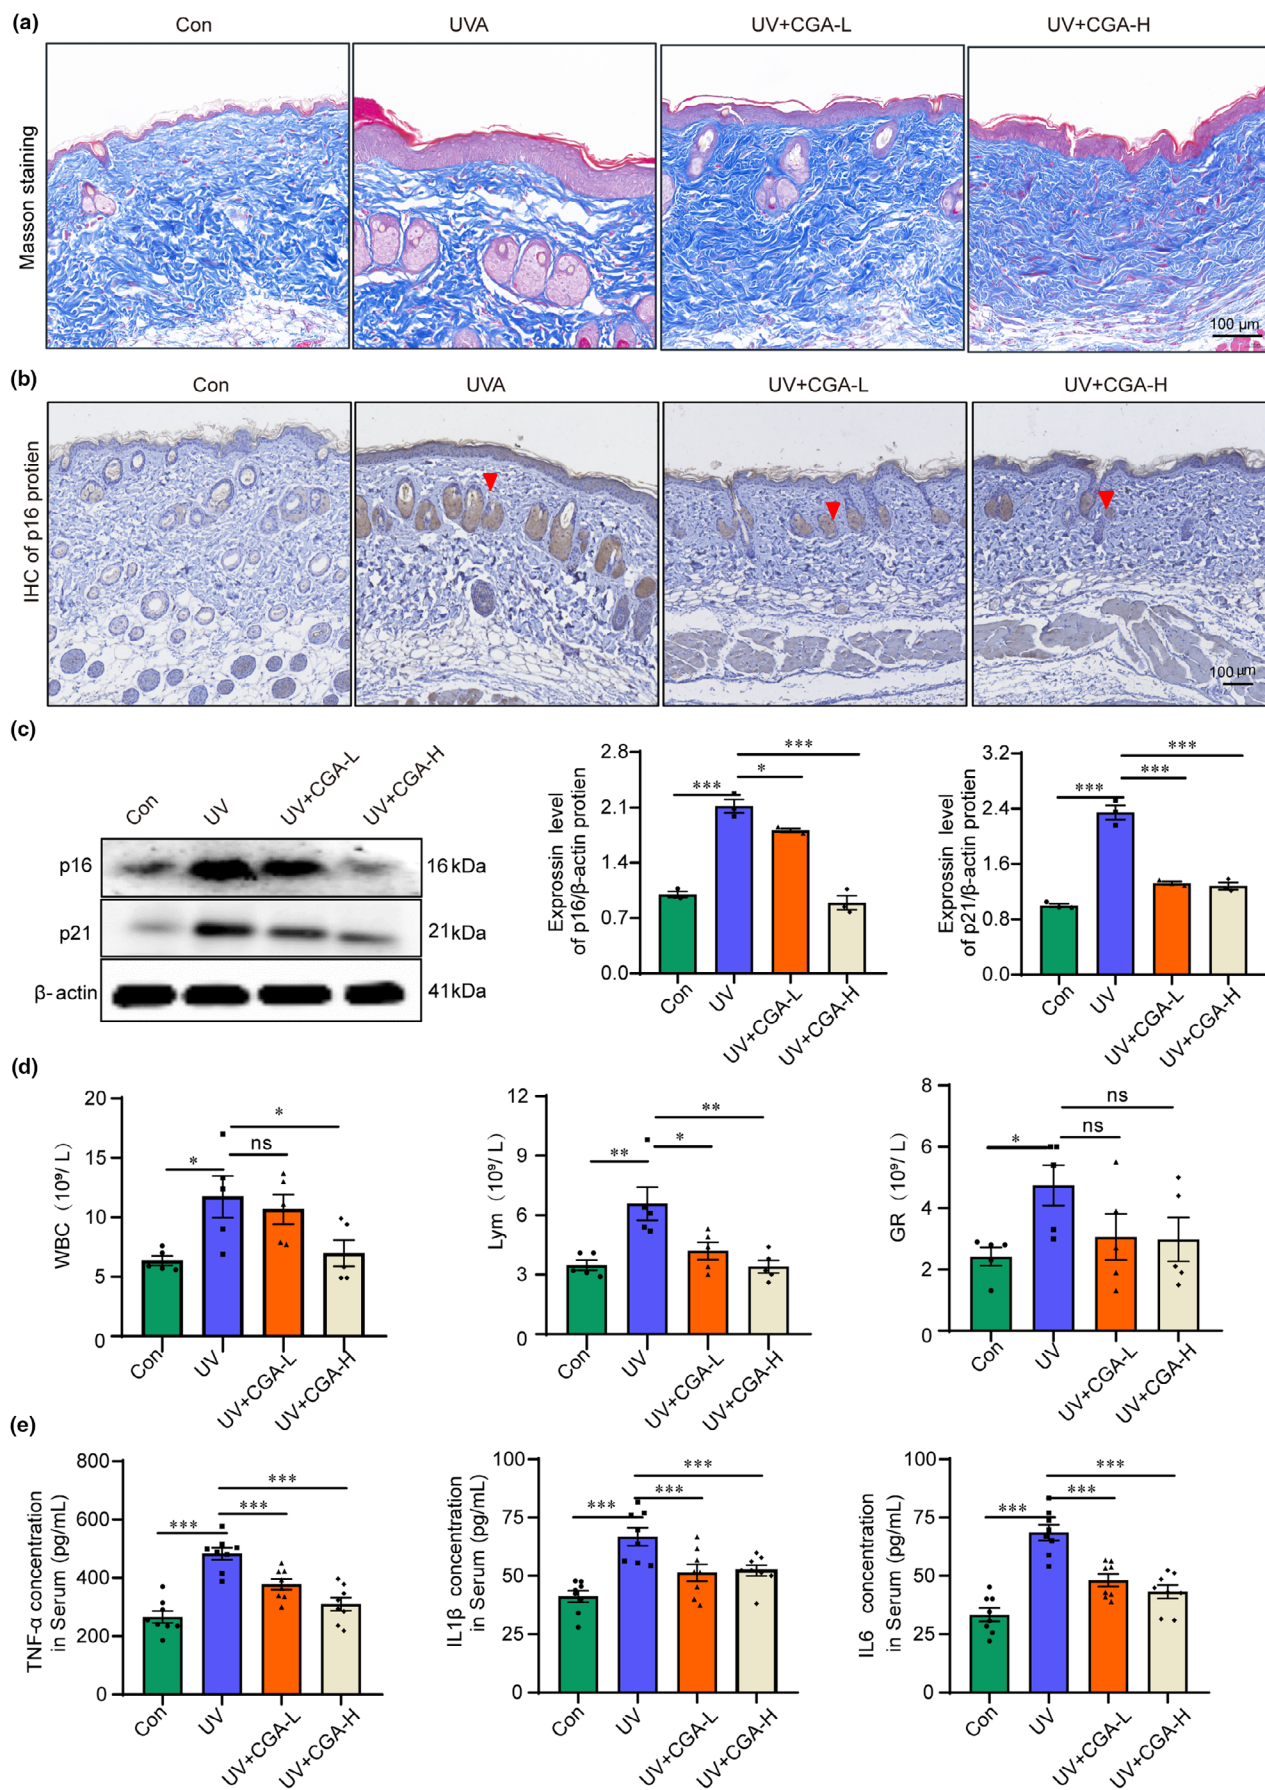 (a)
Con UVA UV+CGA-L UV+CGA-H
Masson staining
100 μm
(b)
Con UVA UV+CGA-L UV+CGA-H
IHC of p16 protien
100 μm
(c)
Con UV UV+CGA-L UV+CGA-H
p16 16kDa
p21 21kDa
β-actin 41kDa
Exprossin level
of p16/β-actin protien
2.8
2.1
1.4
0.7
0.0
*** * ***
Con UV UV+CGA-L UV+CGA-H
Exprossin level
of p21/β-actin protien
3.2
2.4
1.6
0.8
0.0
*** *** ***
Con UV UV+CGA-L UV+CGA-H
(d)
WBC (10⁹/ L)
20
15
10
5
0
* ns *
Con UV UV+CGA-L UV+CGA-H
Lym (10⁹/ L)
12
9
6
3
0
** * **
Con UV UV+CGA-L UV+CGA-H
GR (10⁹/ L)
8
6
4
2
0
* ns ns
Con UV UV+CGA-L UV+CGA-H
(e)
TNF-α concentration
in Serum (pg/mL)
800
600
400
200
0
*** *** ***
Con UV UV+CGA-L UV+CGA-H
IL1β concentration
in Serum (pg/mL)
100
75
50
25
0
*** *** ***
Con UV UV+CGA-L UV+CGA-H
IL6 concentration
in Serum (pg/mL)
100
75
50
25
0
*** *** ***
Con UV UV+CGA-L UV+CGA-H